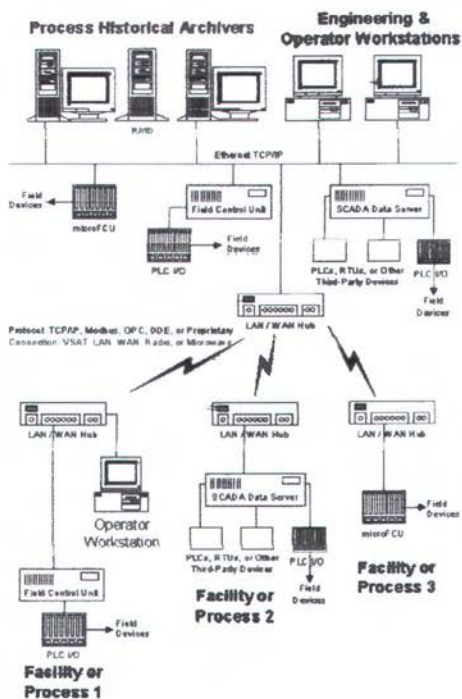 Process Historical Archivers
Engineering &
Operator Workstations
RAID
Ethernet TCP/IP
Field
Devices
microFCU
Field Control Unit
PLC I/O
Field
Devices
SCADA Data Server
PLCs, RTUs, or Other
Third-Party Devices
PLC I/O
Field
Devices
LAN / WAN Hub
Protocol: TCP/IP, Modbus, OPC, DDE, or Proprietary
Connection: VSAT, LAN, WAN, Radio, or Microwave
LAN / WAN Hub
LAN / WAN Hub
LAN / WAN Hub
Operator
Workstation
SCADA Data Server
PLCs, RTUs, or Other
Third-Party Devices
PLC I/O
Field
Devices
microFCU
Field
Devices
Facility or
Process 3
Facility or
Process 2
Field Control Unit
PLC I/O
Field
Devices
Facility or
Process 1